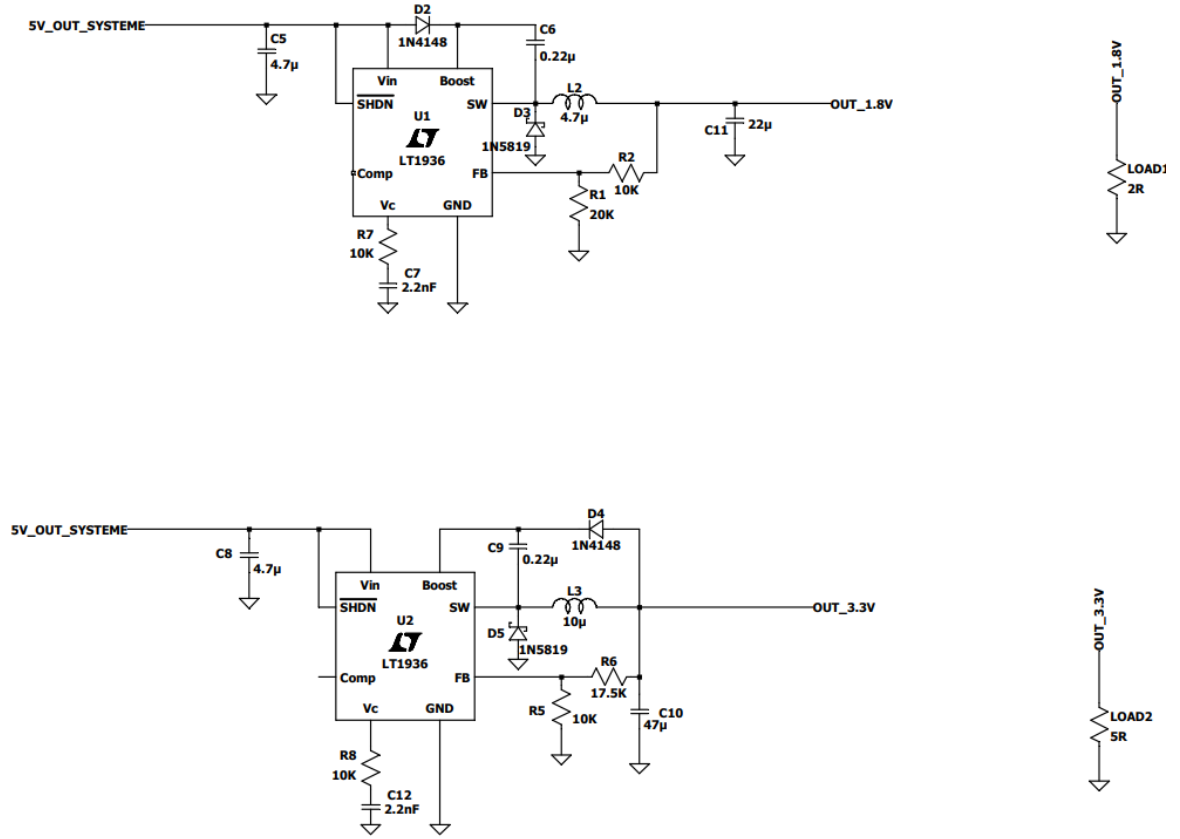 5V_OUT_SYSTEME
C5
4.7µ
D2
1N4148
C6
0.22µ
Vin
Boost
SHDN
SW
U1
LT1936
Comp
FB
Vc
GND
D3
1N5819
L2
4.7µ
R2
10K
R1
20K
C11
22µ
OUT_1.8V
R7
10K
C7
2.2nF
OUT_1.8V
LOAD1
2R
5V_OUT_SYSTEME
C8
4.7µ
D4
1N4148
C9
0.22µ
Vin
Boost
SHDN
SW
U2
LT1936
Comp
FB
Vc
GND
D5
1N5819
L3
10µ
R6
17.5K
R5
10K
C10
47µ
OUT_3.3V
R8
10K
C12
2.2nF
OUT_3.3V
LOAD2
5R